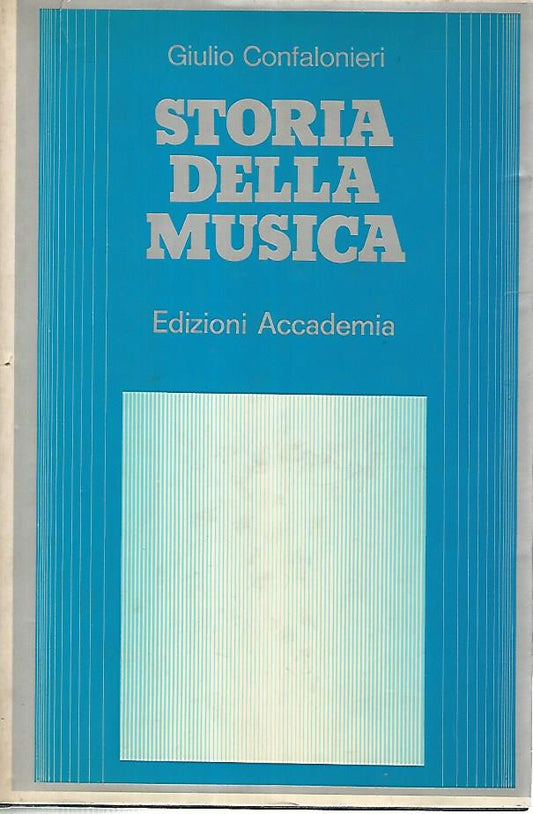 Giulio Confalonieri
STORIA
DELLA
MUSICA
Edizioni Accademia